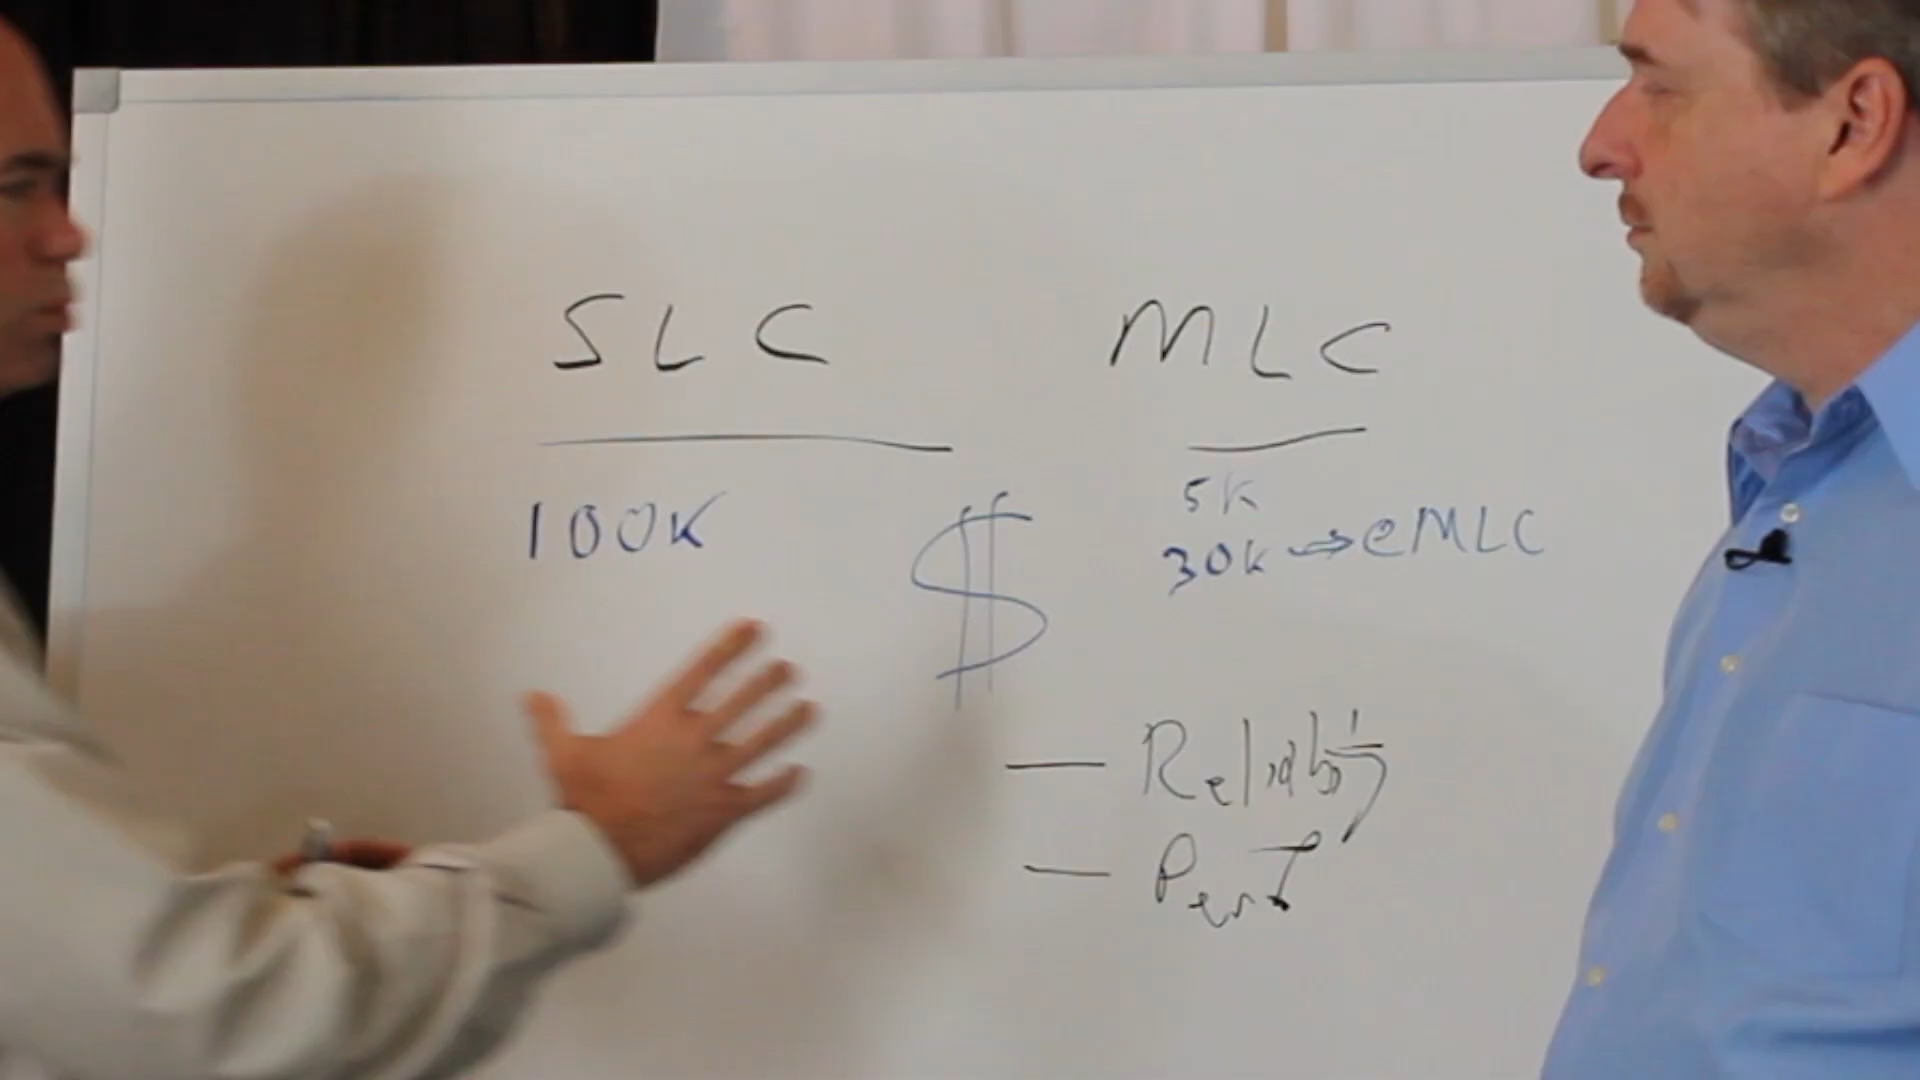 SLC MLC
100K $ 5K
30K → eMLC
— Reliability
— Perf